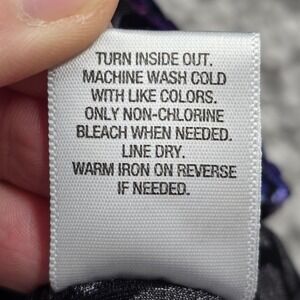 TURN INSIDE OUT.
MACHINE WASH COLD
WITH LIKE COLORS.
ONLY NON-CHLORINE
BLEACH WHEN NEEDED.
LINE DRY.
WARM IRON ON REVERSE
IF NEEDED.